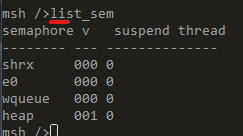 msh />list_sem
semaphore v   suspend thread
--------- --- --------------
shrx      000 0
e0        000 0
wqueue    000 0
heap      001 0
msh />